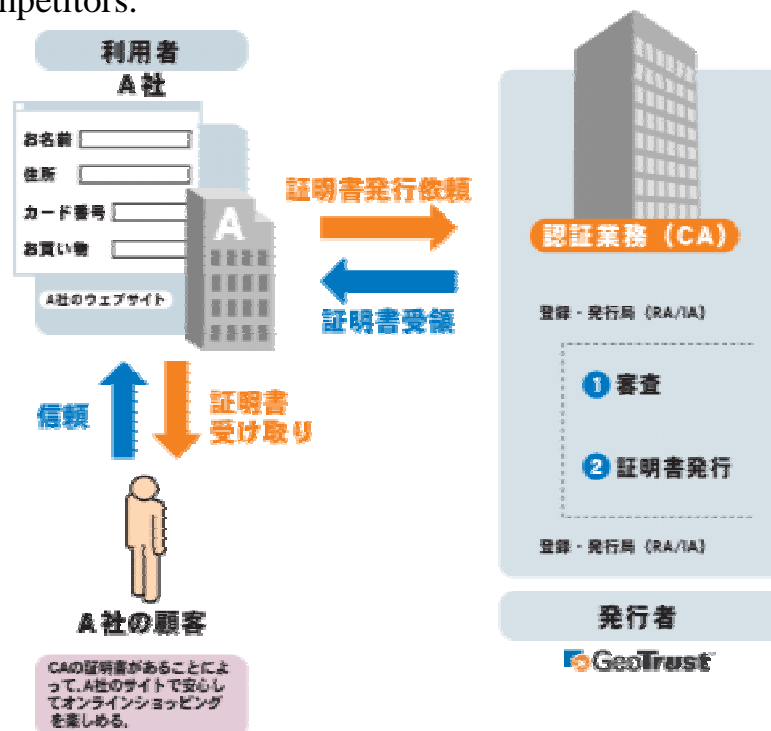 mpetitors.
利用者
A社
お名前
住所
カード番号
お買い物
A
A社のウェブサイト
証明書発行依頼
証明書受領
認証業務（CA）
登録・発行局（RA/IA）
1 審査
2 証明書発行
登録・発行局（RA/IA）
信頼
証明書
受け取り
A社の顧客
CAの証明書があることによ
って、A社のサイトで安心し
てオンラインショッピング
を楽しめる。
発行者
GeoTrust